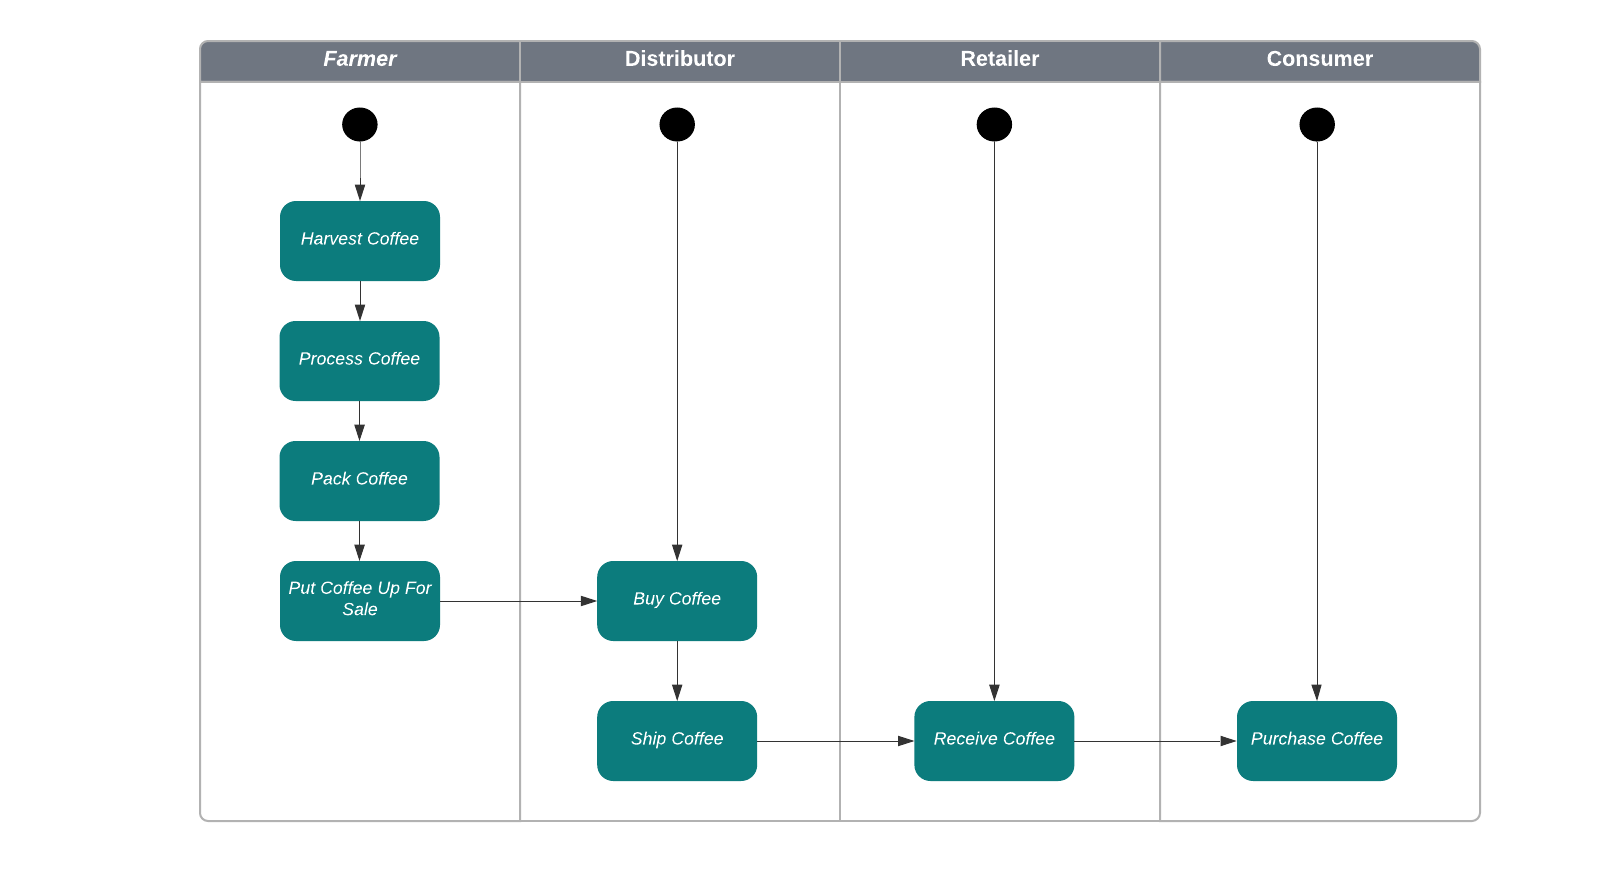 Farmer
Distributor
Retailer
Consumer
Harvest Coffee
Process Coffee
Pack Coffee
Put Coffee Up For
Sale
Buy Coffee
Ship Coffee
Receive Coffee
Purchase Coffee